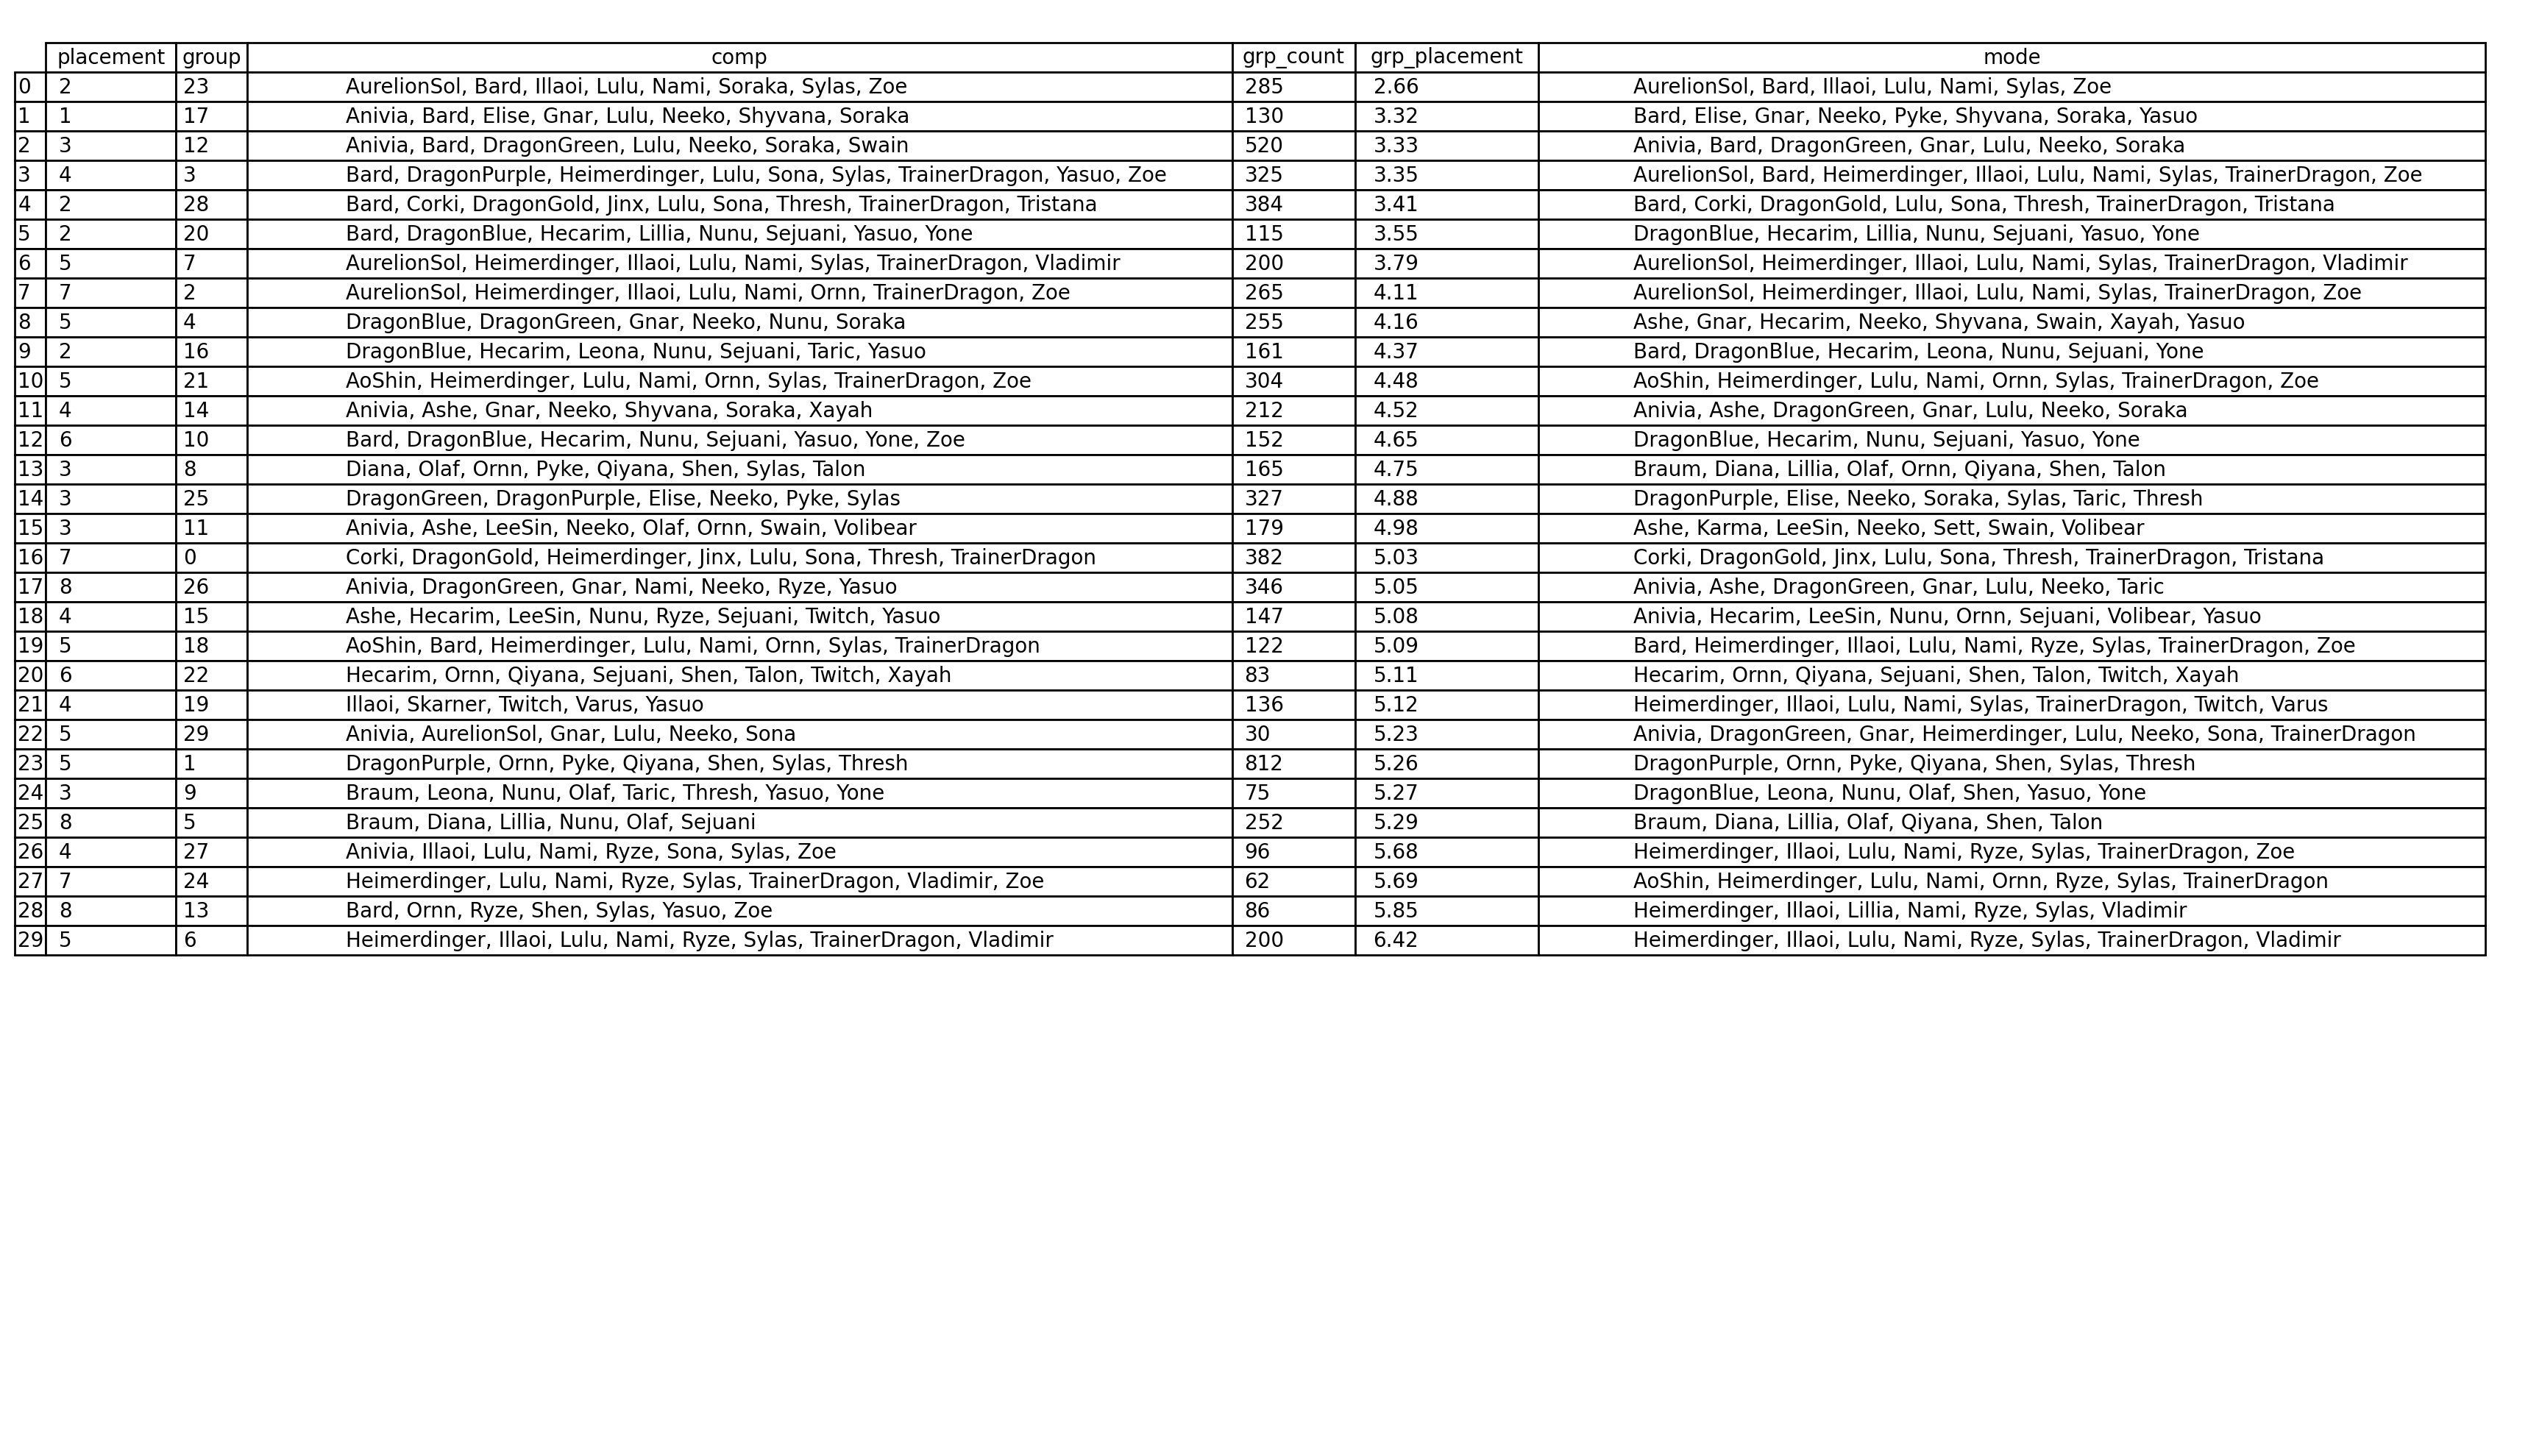 placement group comp grp_count grp_placement mode
0 2 23 AurelionSol, Bard, Illaoi, Lulu, Nami, Soraka, Sylas, Zoe 285 2.66 AurelionSol, Bard, Illaoi, Lulu, Nami, Sylas, Zoe
1 1 17 Anivia, Bard, Elise, Gnar, Lulu, Neeko, Shyvana, Soraka 130 3.32 Bard, Elise, Gnar, Neeko, Pyke, Shyvana, Soraka, Yasuo
2 3 12 Anivia, Bard, DragonGreen, Lulu, Neeko, Soraka, Swain 520 3.33 Anivia, Bard, DragonGreen, Gnar, Lulu, Neeko, Soraka
3 4 3 Bard, DragonPurple, Heimerdinger, Lulu, Sona, Sylas, TrainerDragon, Yasuo, Zoe 325 3.35 AurelionSol, Bard, Heimerdinger, Illaoi, Lulu, Nami, Sylas, TrainerDragon, Zoe
4 2 28 Bard, Corki, DragonGold, Jinx, Lulu, Sona, Thresh, TrainerDragon, Tristana 384 3.41 Bard, Corki, DragonGold, Lulu, Sona, Thresh, TrainerDragon, Tristana
5 2 20 Bard, DragonBlue, Hecarim, Lillia, Nunu, Sejuani, Yasuo, Yone 115 3.55 DragonBlue, Hecarim, Lillia, Nunu, Sejuani, Yasuo, Yone
6 5 7 AurelionSol, Heimerdinger, Illaoi, Lulu, Nami, Sylas, TrainerDragon, Vladimir 200 3.79 AurelionSol, Heimerdinger, Illaoi, Lulu, Nami, Sylas, TrainerDragon, Vladimir
7 7 2 AurelionSol, Heimerdinger, Illaoi, Lulu, Nami, Ornn, TrainerDragon, Zoe 265 4.11 AurelionSol, Heimerdinger, Illaoi, Lulu, Nami, Sylas, TrainerDragon, Zoe
8 5 4 DragonBlue, DragonGreen, Gnar, Neeko, Nunu, Soraka 255 4.16 Ashe, Gnar, Hecarim, Neeko, Shyvana, Swain, Xayah, Yasuo
9 2 16 DragonBlue, Hecarim, Leona, Nunu, Sejuani, Taric, Yasuo 161 4.37 Bard, DragonBlue, Hecarim, Leona, Nunu, Sejuani, Yone
10 5 21 AoShin, Heimerdinger, Lulu, Nami, Ornn, Sylas, TrainerDragon, Zoe 304 4.48 AoShin, Heimerdinger, Lulu, Nami, Ornn, Sylas, TrainerDragon, Zoe
11 4 14 Anivia, Ashe, Gnar, Neeko, Shyvana, Soraka, Xayah 212 4.52 Anivia, Ashe, DragonGreen, Gnar, Lulu, Neeko, Soraka
12 6 10 Bard, DragonBlue, Hecarim, Nunu, Sejuani, Yasuo, Yone, Zoe 152 4.65 DragonBlue, Hecarim, Nunu, Sejuani, Yasuo, Yone
13 3 8 Diana, Olaf, Ornn, Pyke, Qiyana, Shen, Sylas, Talon 165 4.75 Braum, Diana, Lillia, Olaf, Ornn, Qiyana, Shen, Talon
14 3 25 DragonGreen, DragonPurple, Elise, Neeko, Pyke, Sylas 327 4.88 DragonPurple, Elise, Neeko, Soraka, Sylas, Taric, Thresh
15 3 11 Anivia, Ashe, LeeSin, Neeko, Olaf, Ornn, Swain, Volibear 179 4.98 Ashe, Karma, LeeSin, Neeko, Sett, Swain, Volibear
16 7 0 Corki, DragonGold, Heimerdinger, Jinx, Lulu, Sona, Thresh, TrainerDragon 382 5.03 Corki, DragonGold, Jinx, Lulu, Sona, Thresh, TrainerDragon, Tristana
17 8 26 Anivia, DragonGreen, Gnar, Nami, Neeko, Ryze, Yasuo 346 5.05 Anivia, Ashe, DragonGreen, Gnar, Lulu, Neeko, Taric
18 4 15 Ashe, Hecarim, LeeSin, Nunu, Ryze, Sejuani, Twitch, Yasuo 147 5.08 Anivia, Hecarim, LeeSin, Nunu, Ornn, Sejuani, Volibear, Yasuo
19 5 18 AoShin, Bard, Heimerdinger, Lulu, Nami, Ornn, Sylas, TrainerDragon 122 5.09 Bard, Heimerdinger, Illaoi, Lulu, Nami, Ryze, Sylas, TrainerDragon, Zoe
20 6 22 Hecarim, Ornn, Qiyana, Sejuani, Shen, Talon, Twitch, Xayah 83 5.11 Hecarim, Ornn, Qiyana, Sejuani, Shen, Talon, Twitch, Xayah
21 4 19 Illaoi, Skarner, Twitch, Varus, Yasuo 136 5.12 Heimerdinger, Illaoi, Lulu, Nami, Sylas, TrainerDragon, Twitch, Varus
22 5 29 Anivia, AurelionSol, Gnar, Lulu, Neeko, Sona 30 5.23 Anivia, DragonGreen, Gnar, Heimerdinger, Lulu, Neeko, Sona, TrainerDragon
23 5 1 DragonPurple, Ornn, Pyke, Qiyana, Shen, Sylas, Thresh 812 5.26 DragonPurple, Ornn, Pyke, Qiyana, Shen, Sylas, Thresh
24 3 9 Braum, Leona, Nunu, Olaf, Taric, Thresh, Yasuo, Yone 75 5.27 DragonBlue, Leona, Nunu, Olaf, Shen, Yasuo, Yone
25 8 5 Braum, Diana, Lillia, Nunu, Olaf, Sejuani 252 5.29 Braum, Diana, Lillia, Olaf, Qiyana, Shen, Talon
26 4 27 Anivia, Illaoi, Lulu, Nami, Ryze, Sona, Sylas, Zoe 96 5.68 Heimerdinger, Illaoi, Lulu, Nami, Ryze, Sylas, TrainerDragon, Zoe
27 7 24 Heimerdinger, Lulu, Nami, Ryze, Sylas, TrainerDragon, Vladimir, Zoe 62 5.69 AoShin, Heimerdinger, Lulu, Nami, Ornn, Ryze, Sylas, TrainerDragon
28 8 13 Bard, Ornn, Ryze, Shen, Sylas, Yasuo, Zoe 86 5.85 Heimerdinger, Illaoi, Lillia, Nami, Ryze, Sylas, Vladimir
29 5 6 Heimerdinger, Illaoi, Lulu, Nami, Ryze, Sylas, TrainerDragon, Vladimir 200 6.42 Heimerdinger, Illaoi, Lulu, Nami, Ryze, Sylas, TrainerDragon, Vladimir